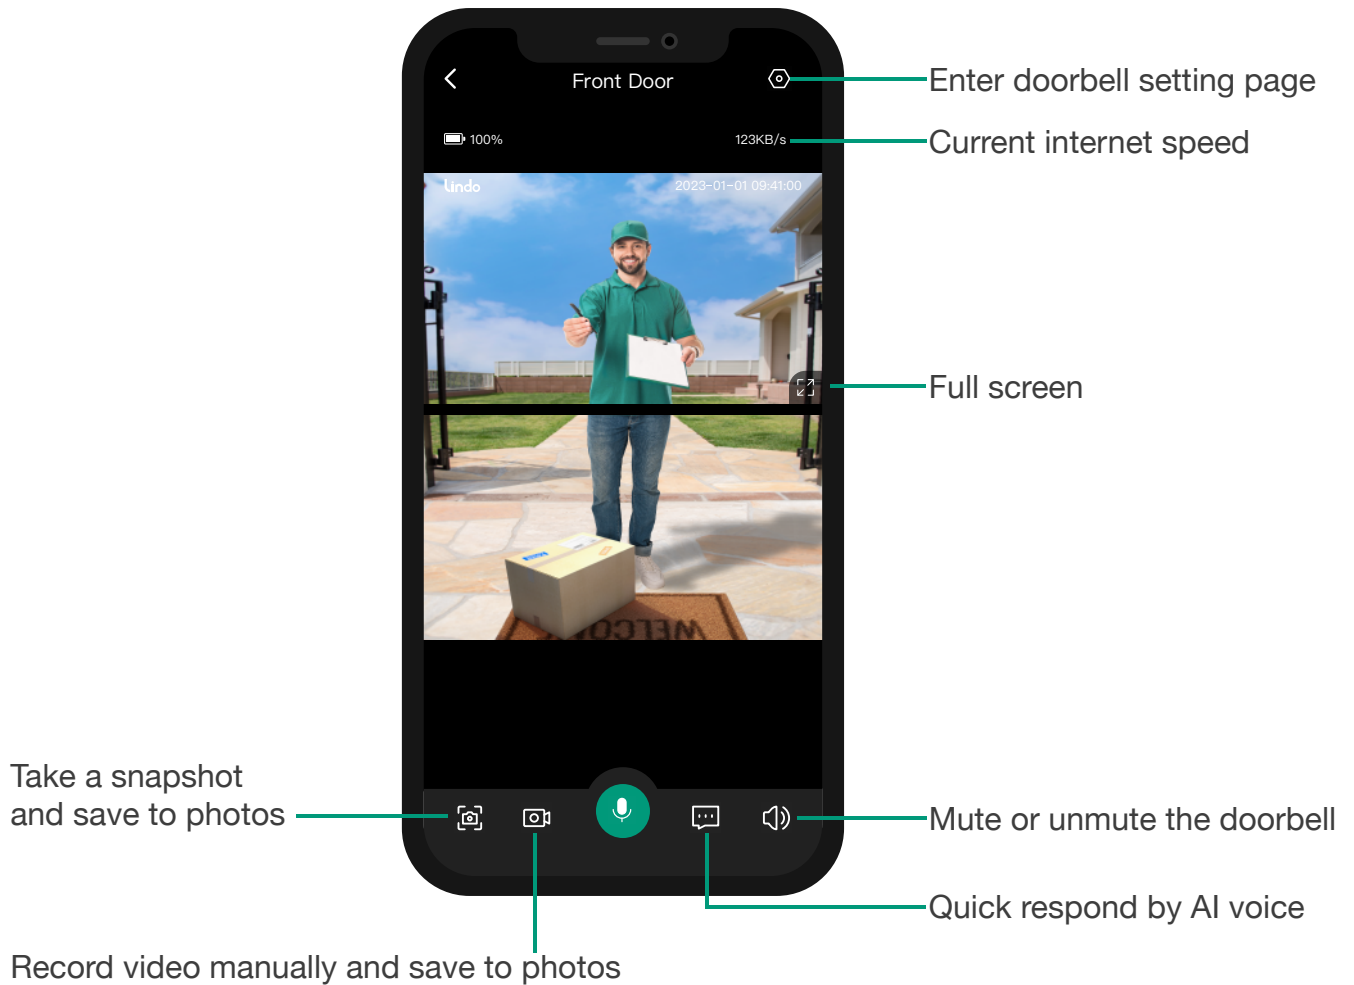 Front Door
Enter doorbell setting page
100%
123KB/s
Current internet speed
Lindo
2023-01-01 09:41:00
Full screen
WELCO
Take a snapshot
and save to photos
Mute or unmute the doorbell
Quick respond by AI voice
Record video manually and save to photos